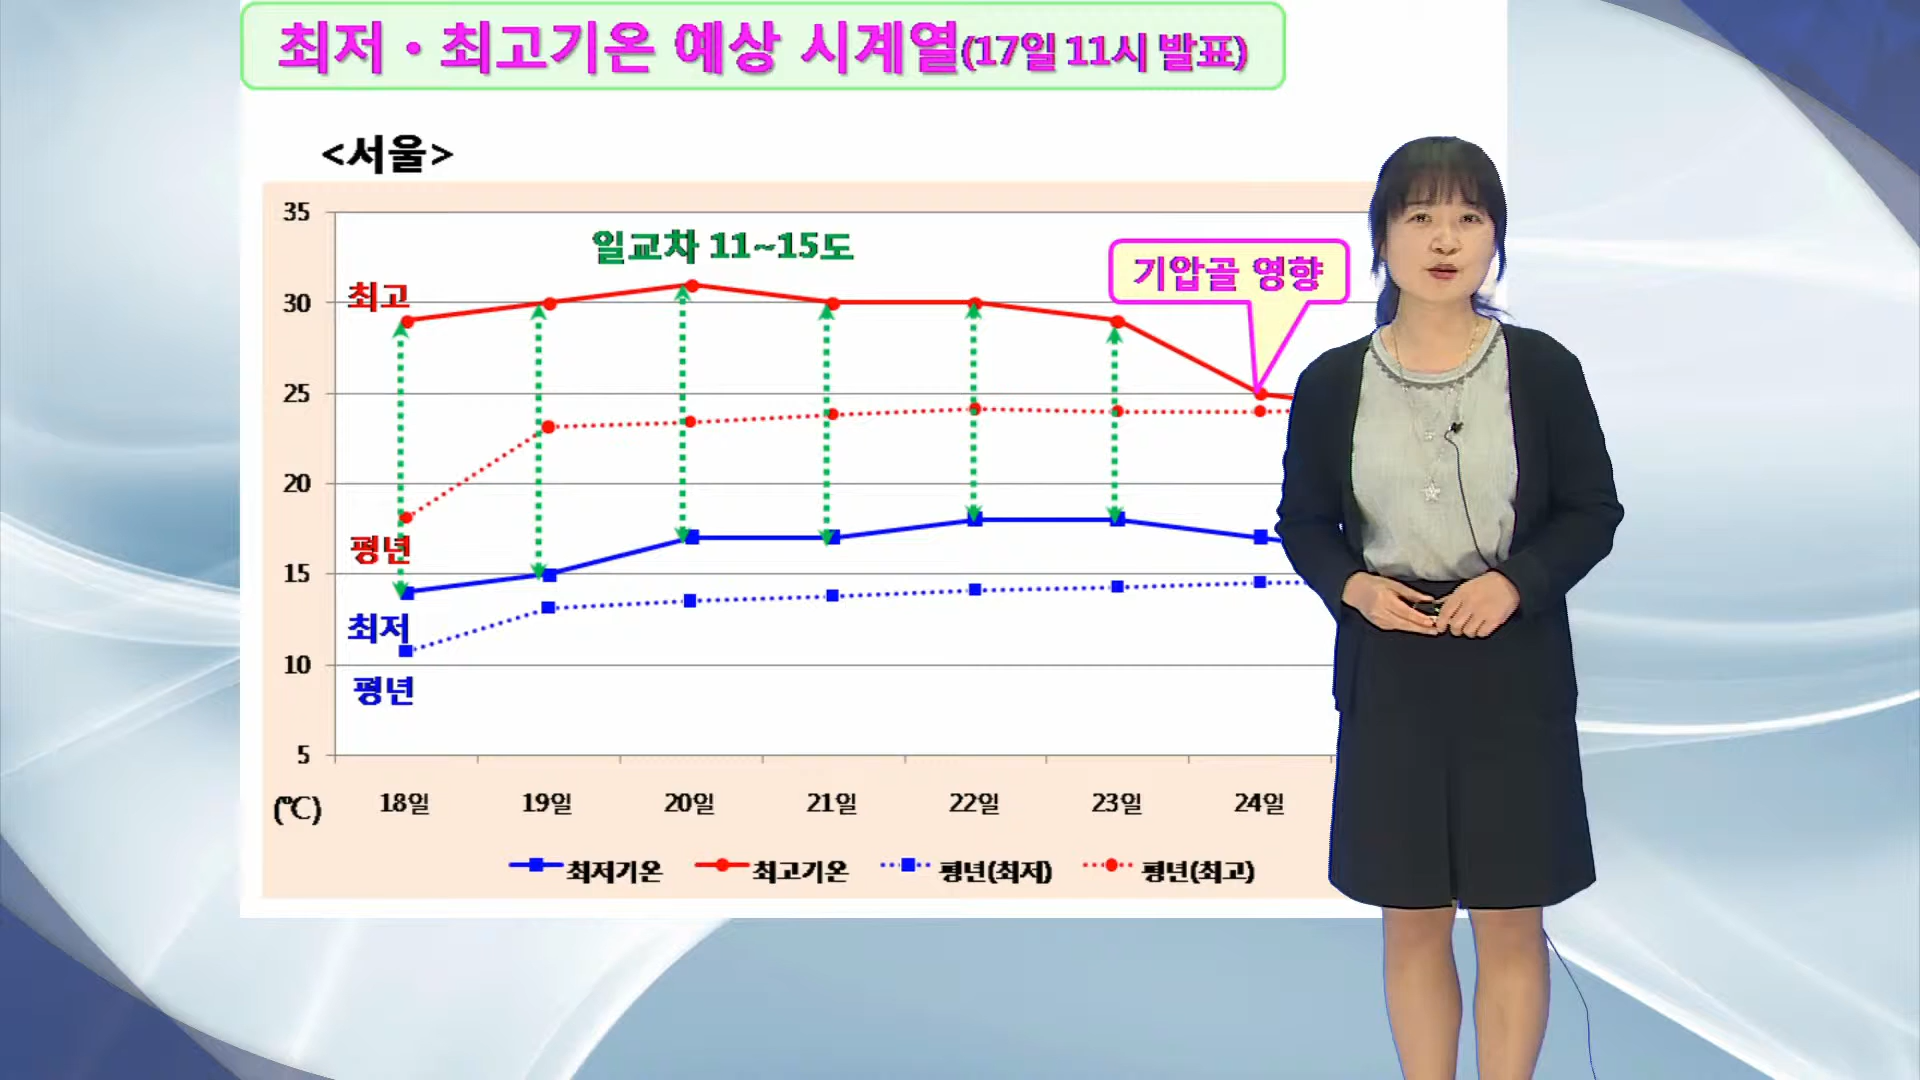 최저·최고기온 예상 시계열(17일 11시 발표)
<서울>
35
30
25
20
15
10
5
(℃)
일교차 11~15도
기압골 영향
최고
평년
최저
평년
18일 19일 20일 21일 22일 23일 24일
최저기온 최고기온 평년(최저) 평년(최고)